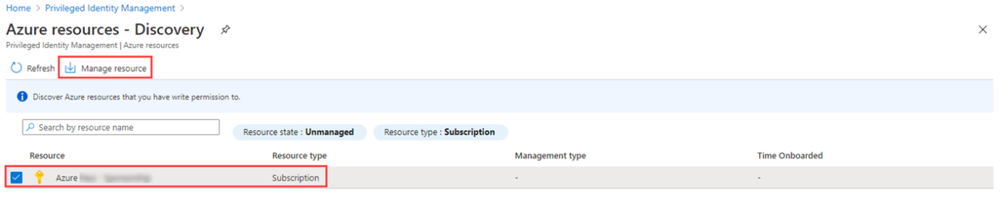 Home > Privileged Identity Management >
Azure resources - Discovery
Privileged Identity Management | Azure resources
Refresh Manage resource
Discover Azure resources that you have write permission to.
Search by resource name Resource state : Unmanaged Resource type : Subscription
Resource Resource type Management type Time Onboarded
Azure Subscription - -